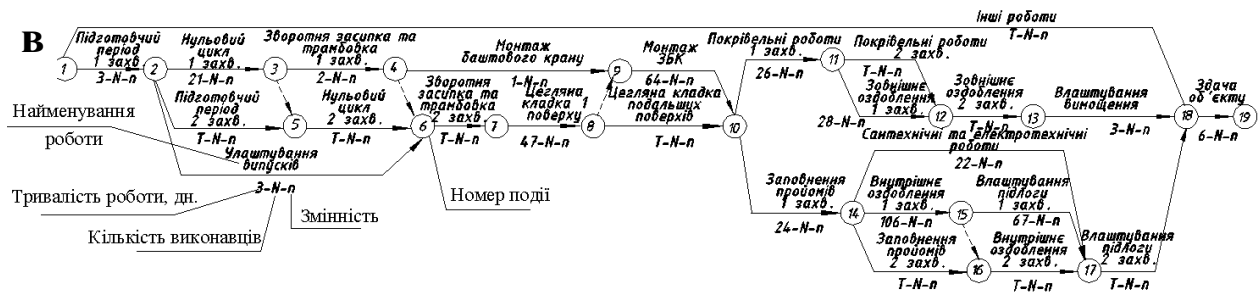 В
Інші роботи
Т-N-n
Підготовчий
період
1 захв.
3-N-n
Нульовий
цикл
1 захв.
21-N-n
Зворотня засипка та
трамбовка
1 захв.
2-N-n
Монтаж
баштового крану
1-N-n
Монтаж
ЗБК
64-N-n
Покрівельні роботи
1 захв.
26-N-n
Покрівельні роботи
2 захв.
Т-N-n
1
2
3
4
9
11
Підготовчий
період
2 захв.
Т-N-n
Нульовий
цикл
2 захв.
Т-N-n
Зворотня
засипка та
трамбовка
2 захв.
Т-N-n
Цегляна
кладка 1
поверху
47-N-n
Цегляна кладка
подальших
поверхів
Т-N-n
Зовнішнє
оздоблення
1 захв.
28-N-n
Зовнішнє
оздоблення
2 захв.
Т-N-n
Влаштування
вимощення
3-N-n
Здача
об'єкту
6-N-n
5
6
7
8
10
12
13
18
19
Найменування
роботи
Улаштування
випусків
3-N-n
Тривалість роботи, дн.
Кількість виконавців
Змінність
Номер події
Сантехнічні та електротехнічні
роботи
22-N-n
Заповнення
пройомів
1 захв.
24-N-n
Внутрішнє
оздоблення
1 захв.
106-N-n
Влаштування
підлоги
1 захв.
67-N-n
14
15
Заповнення
пройомів
2 захв.
Т-N-n
Внутрішнє
оздоблення
2 захв.
Т-N-n
Влаштування
підлоги
2 захв.
Т-N-n
16
17